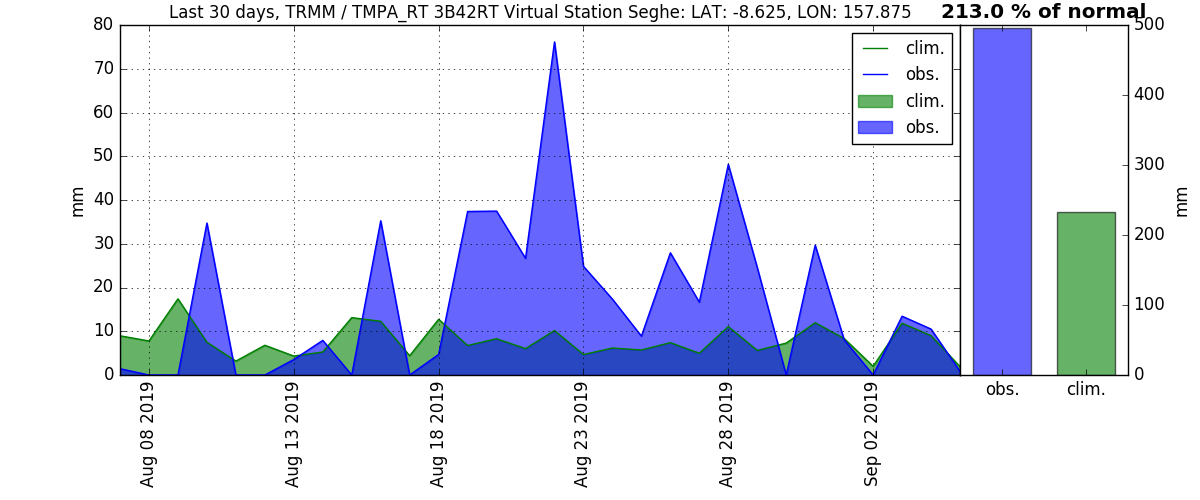 Last 30 days, TRMM / TMPA_RT 3B42RT Virtual Station Seghe: LAT: -8.625, LON: 157.875
213.0 % of normal
80
70
60
50
40
30
20
10
0
mm
clim.
obs.
clim.
obs.
Aug 08 2019
Aug 13 2019
Aug 18 2019
Aug 23 2019
Aug 28 2019
Sep 02 2019
500
400
300
200
100
0
mm
obs.
clim.